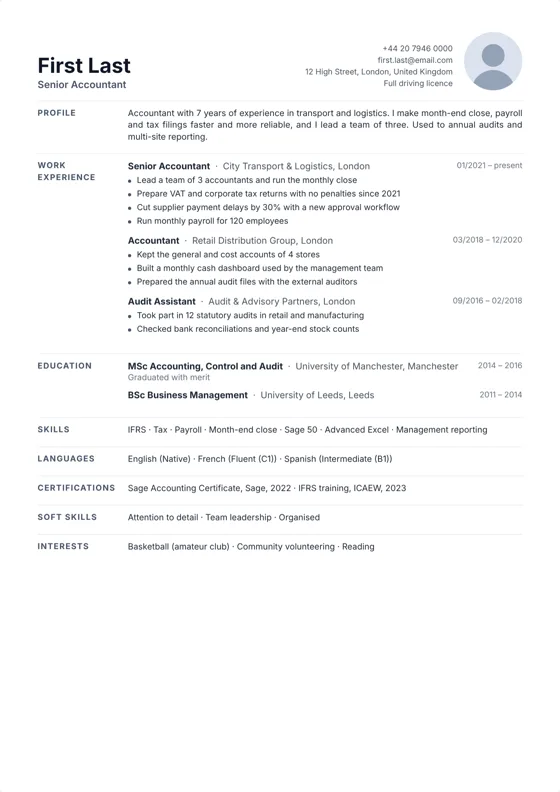 First Last
Senior Accountant
+44 20 7946 0000
first.last@email.com
12 High Street, London, United Kingdom
Full driving licence
PROFILE
Accountant with 7 years of experience in transport and logistics. I make month-end close, payroll
and tax filings faster and more reliable, and I lead a team of three. Used to annual audits and
multi-site reporting.
WORK
EXPERIENCE
Senior Accountant · City Transport & Logistics, London 01/2021 – present
• Lead a team of 3 accountants and run the monthly close
• Prepare VAT and corporate tax returns with no penalties since 2021
• Cut supplier payment delays by 30% with a new approval workflow
• Run monthly payroll for 120 employees
Accountant · Retail Distribution Group, London 03/2018 – 12/2020
• Kept the general and cost accounts of 4 stores
• Built a monthly cash dashboard used by the management team
• Prepared the annual audit files with the external auditors
Audit Assistant · Audit & Advisory Partners, London 09/2016 – 02/2018
• Took part in 12 statutory audits in retail and manufacturing
• Checked bank reconciliations and year-end stock counts
EDUCATION
MSc Accounting, Control and Audit · University of Manchester, Manchester 2014 – 2016
Graduated with merit
BSc Business Management · University of Leeds, Leeds 2011 – 2014
SKILLS
IFRS · Tax · Payroll · Month-end close · Sage 50 · Advanced Excel · Management reporting
LANGUAGES
English (Native) · French (Fluent (C1)) · Spanish (Intermediate (B1))
CERTIFICATIONS
Sage Accounting Certificate, Sage, 2022 · IFRS training, ICAEW, 2023
SOFT SKILLS
Attention to detail · Team leadership · Organised
INTERESTS
Basketball (amateur club) · Community volunteering · Reading